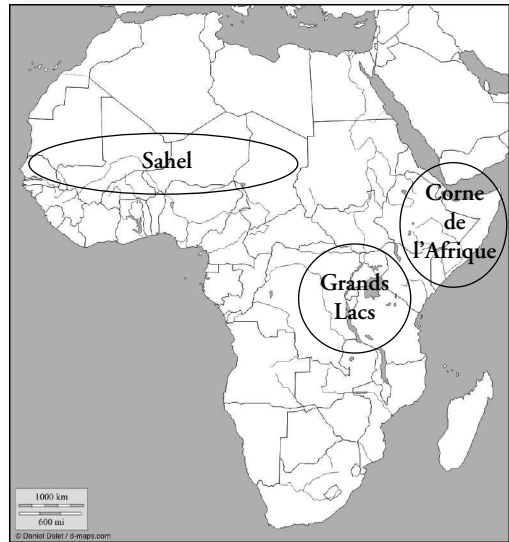 Sahel
Corne
de
l'Afrique
Grands
Lacs
1000 km
600 mi
© Daniel Dalet / d-maps.com